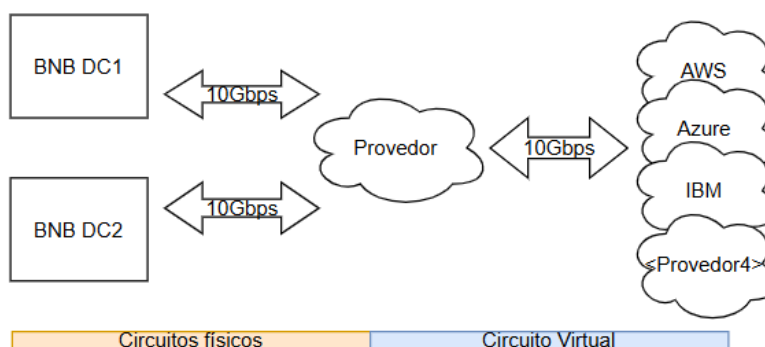 BNB DC1
10Gbps
AWS
Azure
Provedor
10Gbps
IBM
BNB DC2
10Gbps
<Provedor4>
Circuitos físicos
Circuito Virtual